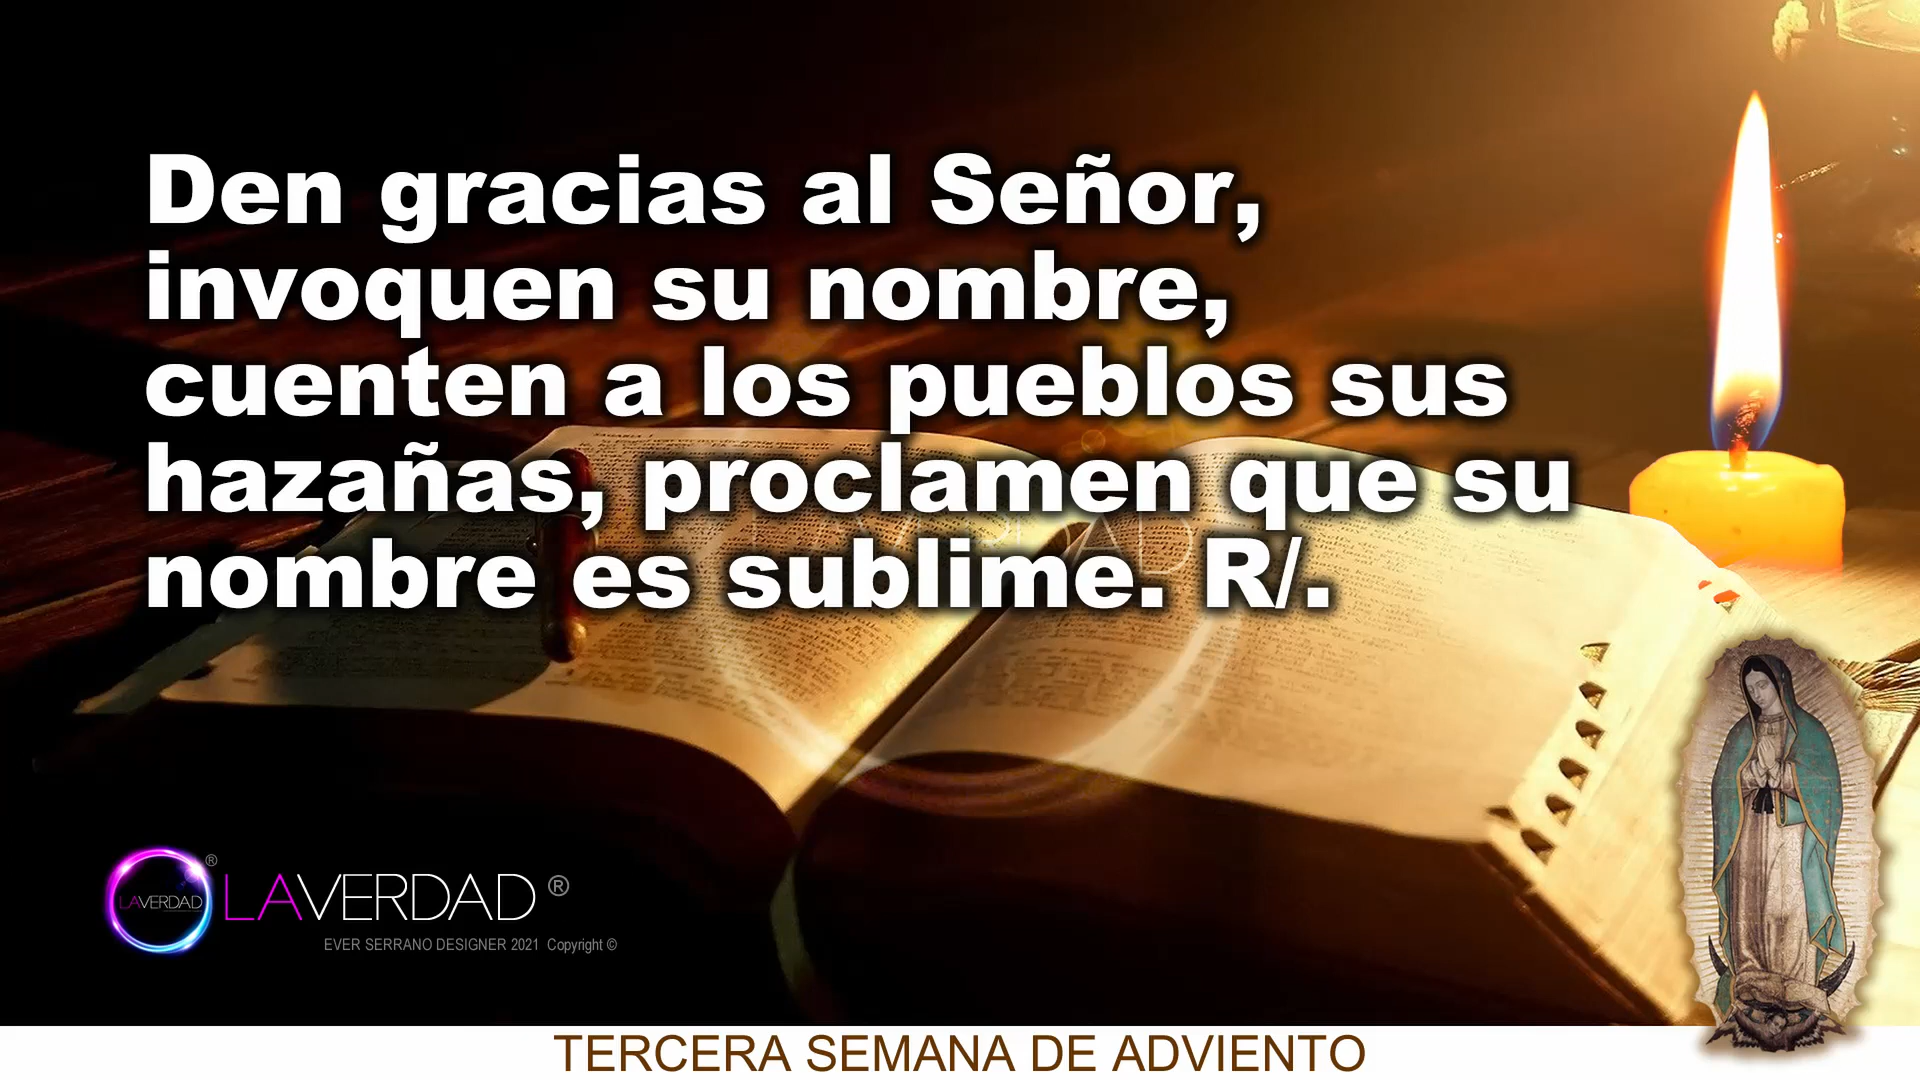 Den gracias al Señor,
invoquen su nombre,
cuenten a los pueblos sus
hazañas, proclamen que su
nombre es sublime. R/.
LAVERDAD ®
LAVERDAD ®
EVER SERRANO DESIGNER 2021 Copyright ©
TERCERA SEMANA DE ADVIENTO